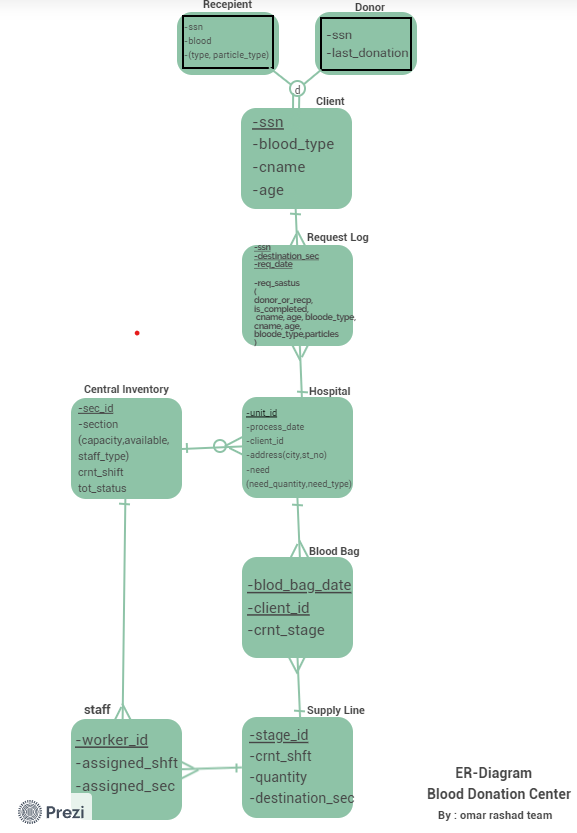 Recepient
-ssn
-blood
-(type, particle_type)
Donor
-ssn
-last_donation
d
Client
-ssn
-blood_type
-cname
-age
Request Log
-ssn
-destination_sec
-req_date
-req_sastus
(
donor_or_recp,
is_completed,
cname, age, bloode_type,
cname, age,
bloode_type,particles
)
Central Inventory
-sec_id
-section
(capacity,available,
staff_type)
crnt_shift
tot_status
Hospital
-unit_id
-process_date
-client_id
-address(city,st_no)
-need
(need_quantity,need_type)
Blood Bag
-blod_bag_date
-client_id
-crnt_stage
staff
-worker_id
-assigned_shft
-assigned_sec
Supply Line
-stage_id
-crnt_shft
-quantity
-destination_sec
ER-Diagram
Blood Donation Center
By : omar rashad team
Prezi